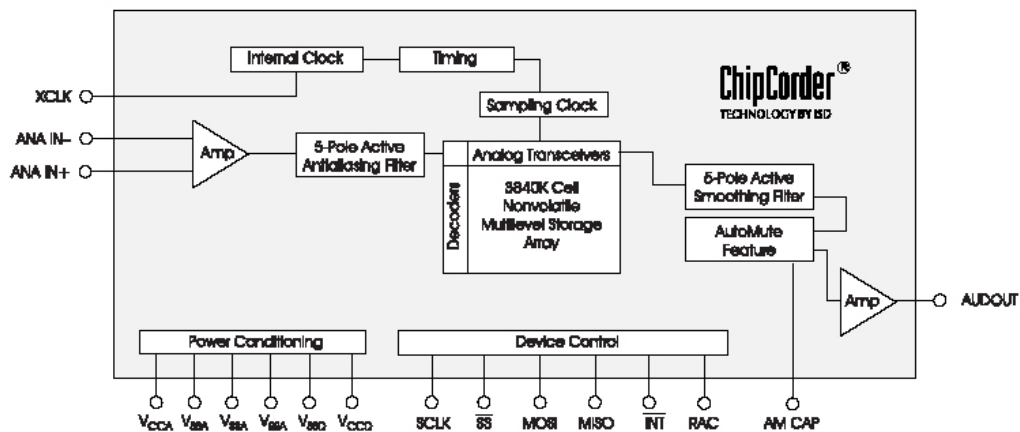 Internal Clock
Timing
ChipCorder®
TECHNOLOGY BY ISD
XCLK
Sampling Clock
ANA IN–
Amp
5-Pole Active
Antialiasing Filter
Analog Transceivers
ANA IN+
5-Pole Active
Smoothing Filter
Decoders
3840K Cell
Nonvolatile
Multilevel Storage
Array
AutoMute
Feature
Amp
AUDOUT
Power Conditioning
Device Control
VCCA VSSA VSSA VSSA VSSD VCCD SCLK SS MOSI MISO INT RAC AM CAP